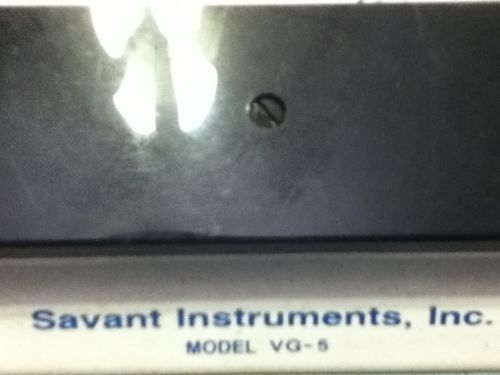 Savant Instruments, Inc.
MODEL VG-5